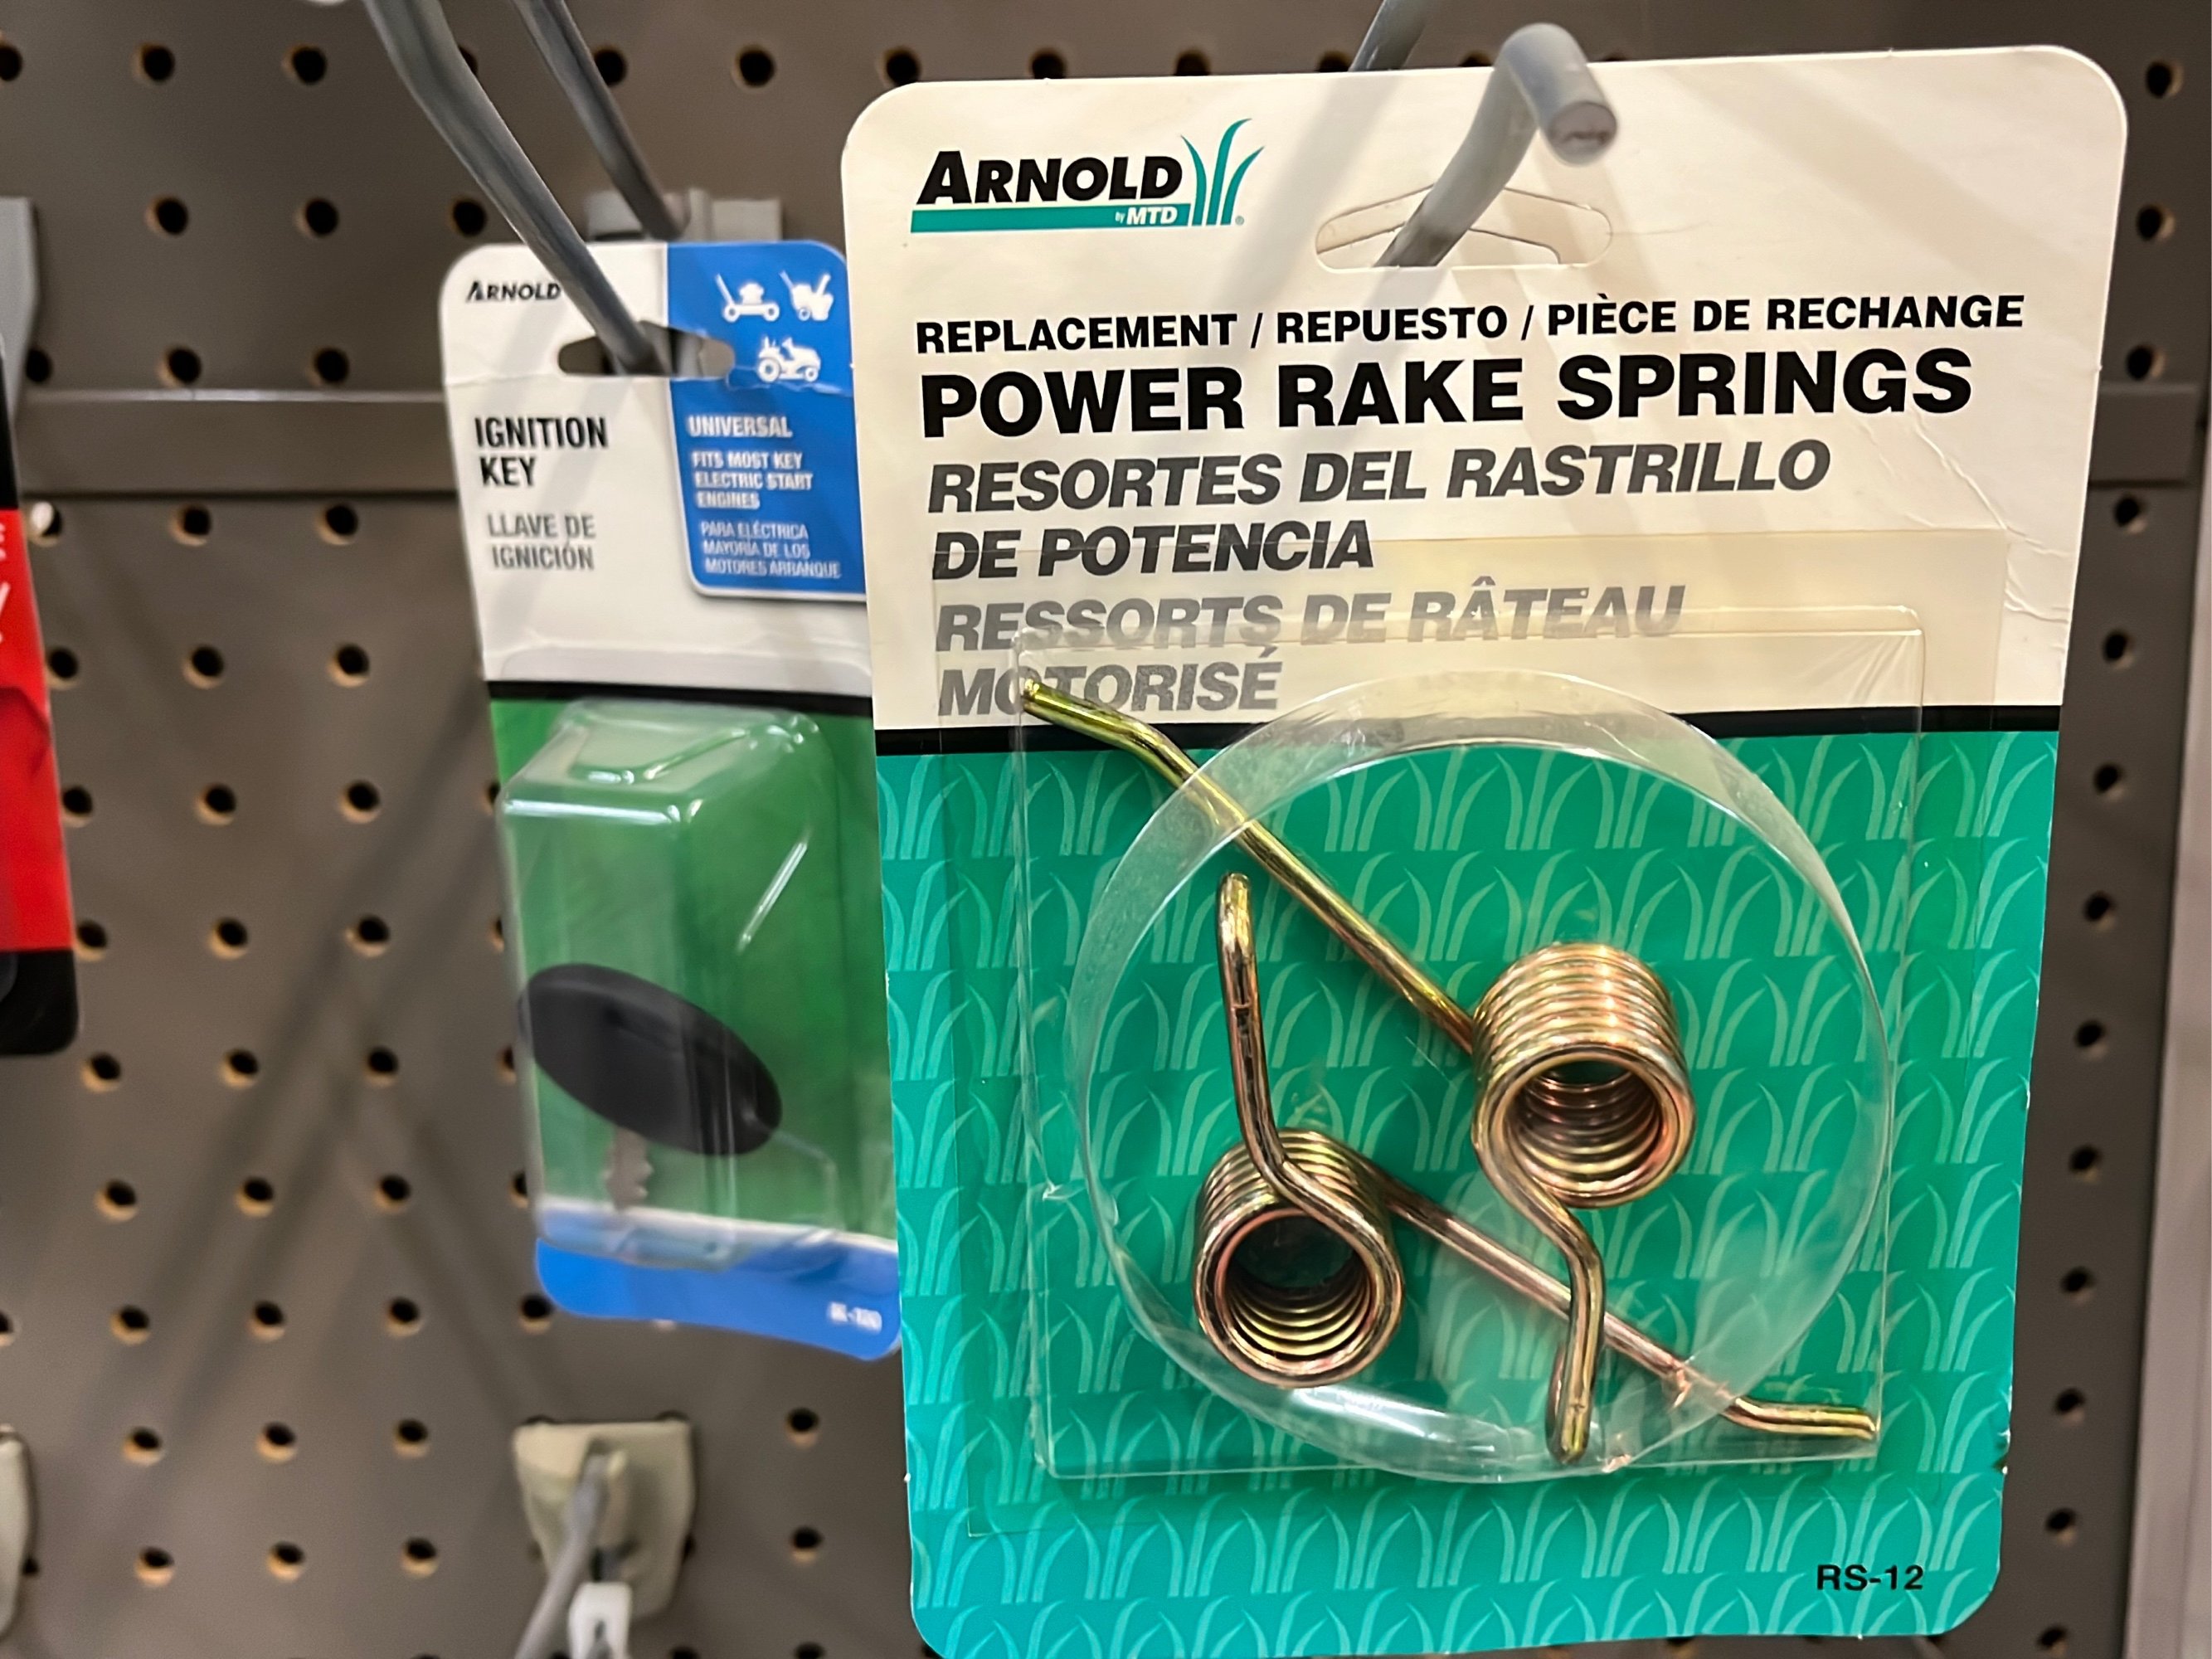 ARNOLD
BY MTD
REPLACEMENT / REPUESTO / PIÈCE DE RECHANGE
POWER RAKE SPRINGS
RESORTES DEL RASTRILLO
DE POTENCIA
RESSORTS DE RÂTEAU
MOTORISÉ
RS-12
ARNOLD
IGNITION
KEY
LLAVE DE
IGNICIÓN
UNIVERSAL
FITS MOST KEY
ELECTRIC START
ENGINES
PARA ELÉCTRICA
MAYORÍA DE LOS
MOTORES ARRANQUE